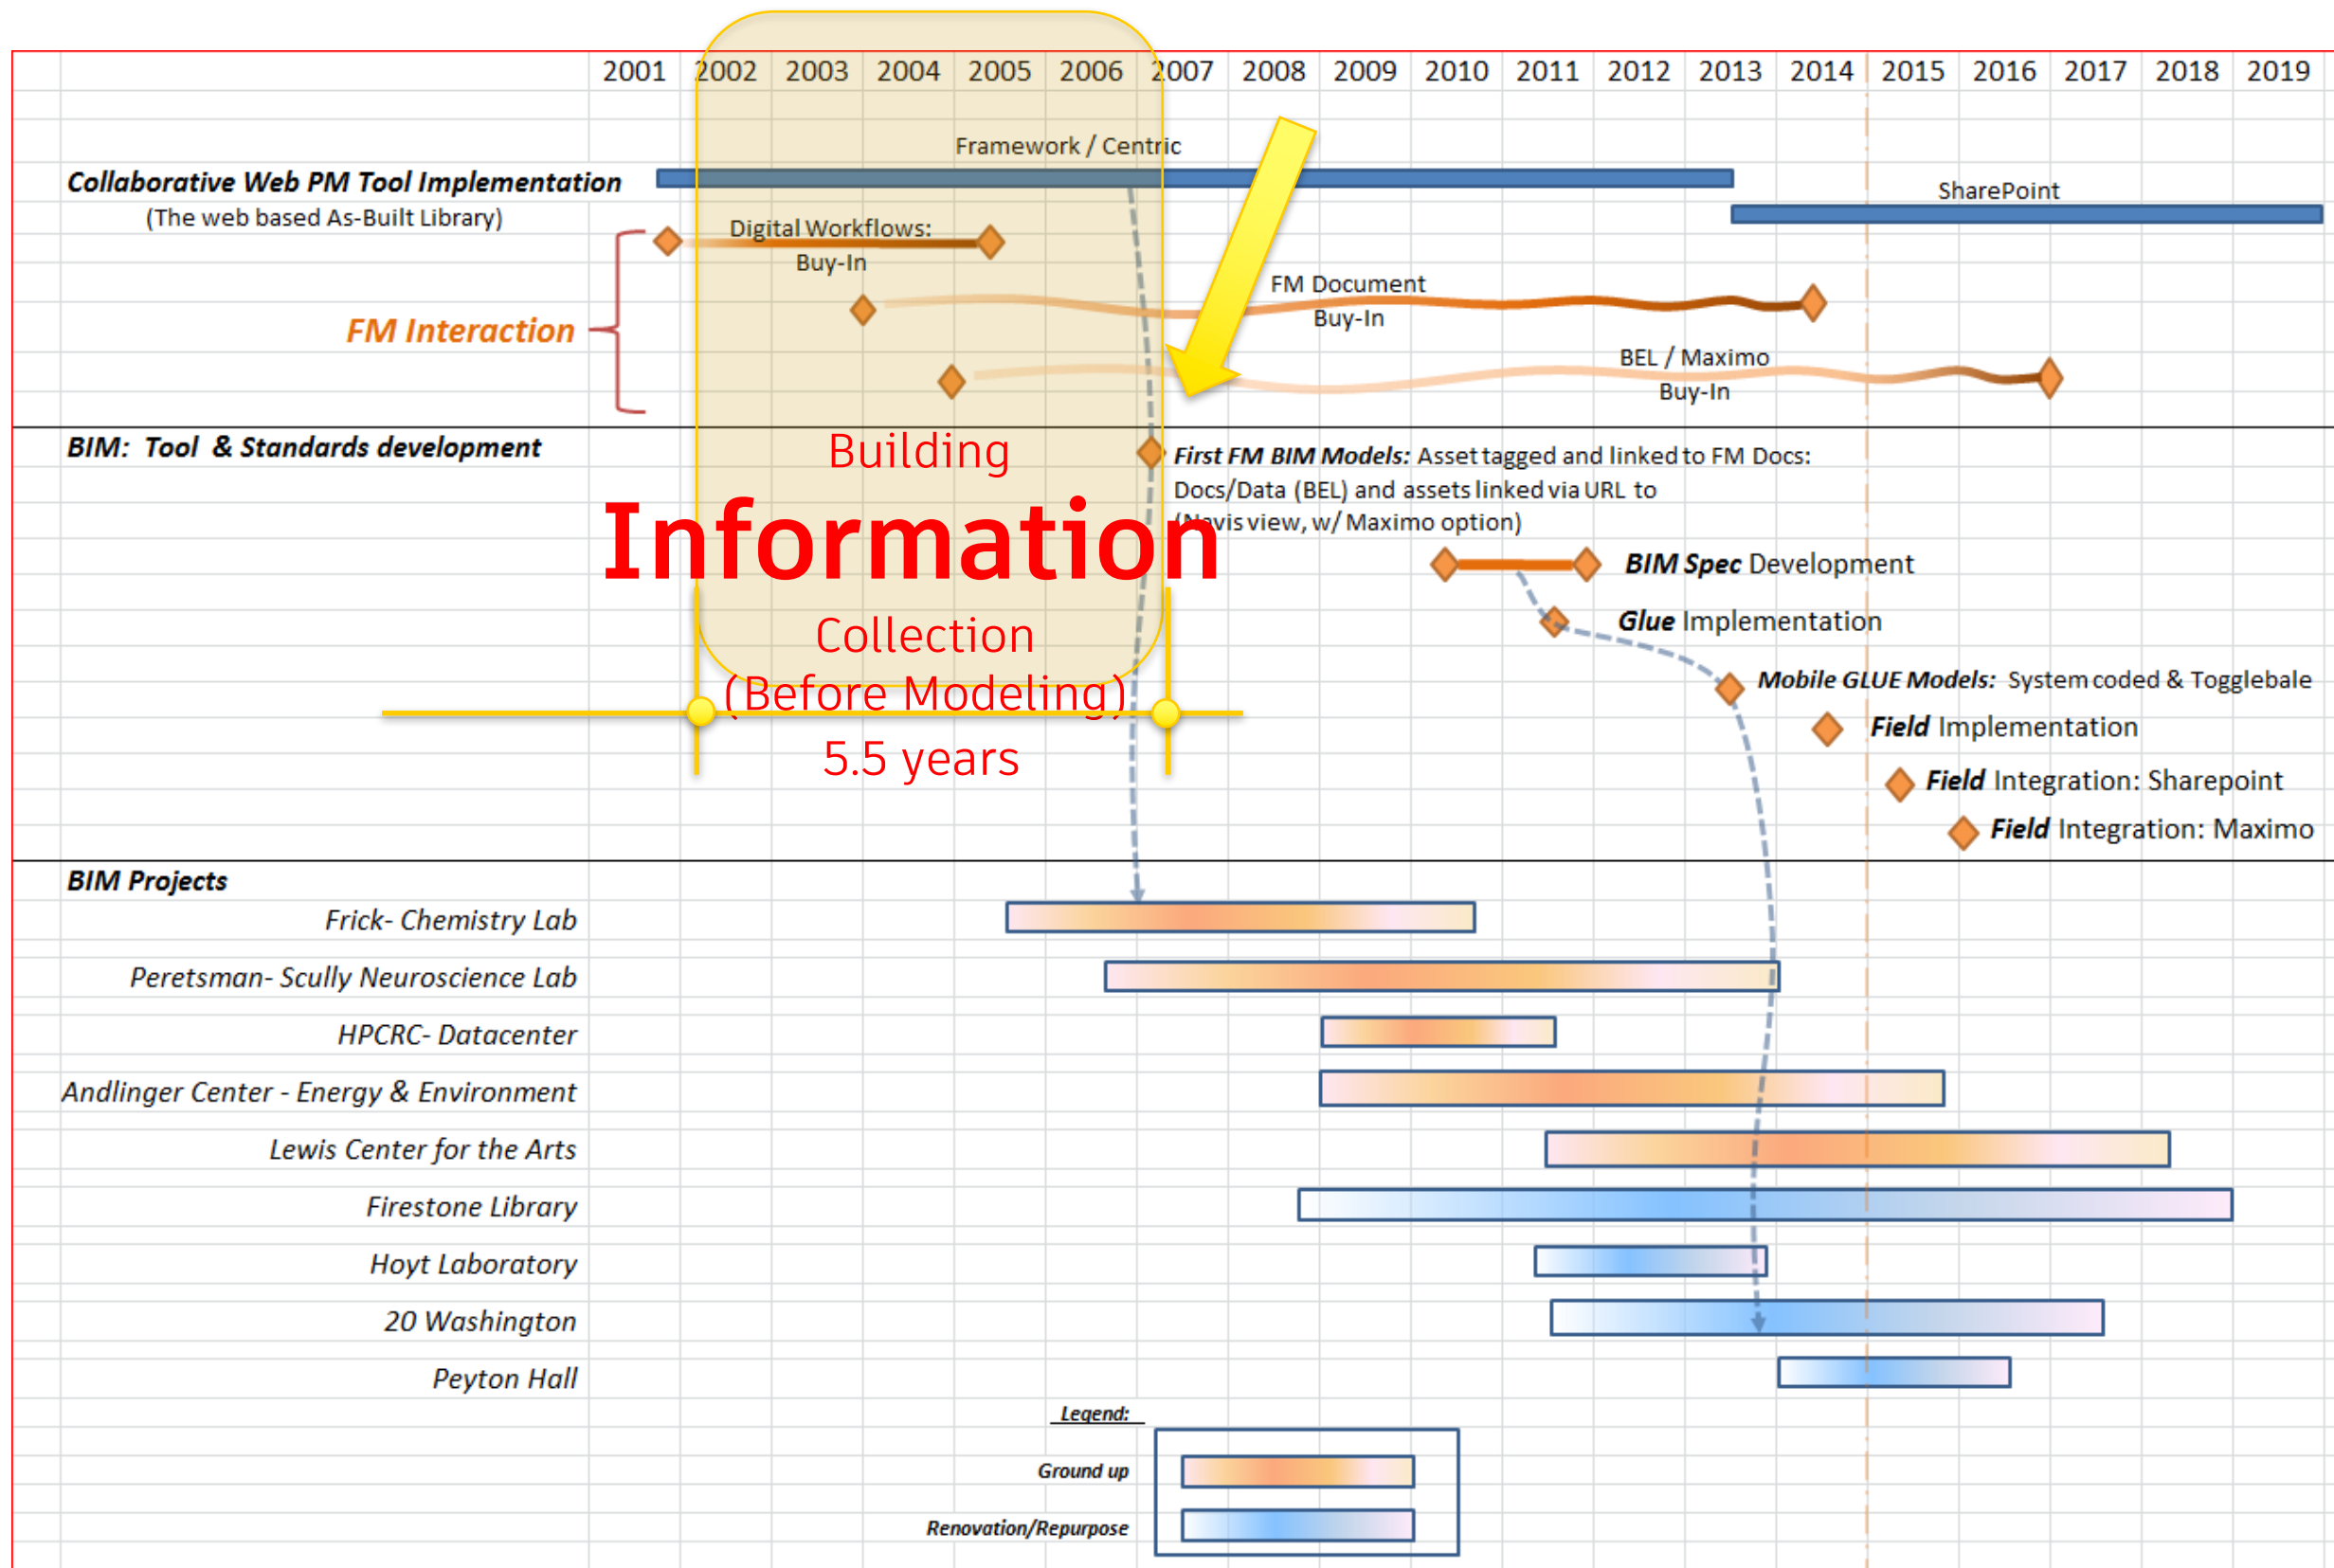 2001 2002 2003 2004 2005 2006 2007 2008 2009 2010 2011 2012 2013 2014 2015 2016 2017 2018 2019
Framework / Centric
Collaborative Web PM Tool Implementation
SharePoint
(The web based As-Built Library)
Digital Workflows:
Buy-In
FM Document
Buy-In
FM Interaction
BEL / Maximo
Buy-In
BIM: Tool & Standards development
Building
Information
Collection
(Before Modeling)
5.5 years
First FM BIM Models: Asset tagged and linked to FM Docs:
Docs/Data (BEL) and assets linked via URL to
(Navis view, w/ Maximo option)
BIM Spec Development
Glue Implementation
Mobile GLUE Models: System coded & Togglebale
Field Implementation
Field Integration: Sharepoint
Field Integration: Maximo
BIM Projects
Frick- Chemistry Lab
Peretsman- Scully Neuroscience Lab
HPCRC- Datacenter
Andlinger Center - Energy & Environment
Lewis Center for the Arts
Firestone Library
Hoyt Laboratory
20 Washington
Peyton Hall
Legend:
Ground up
Renovation/Repurpose